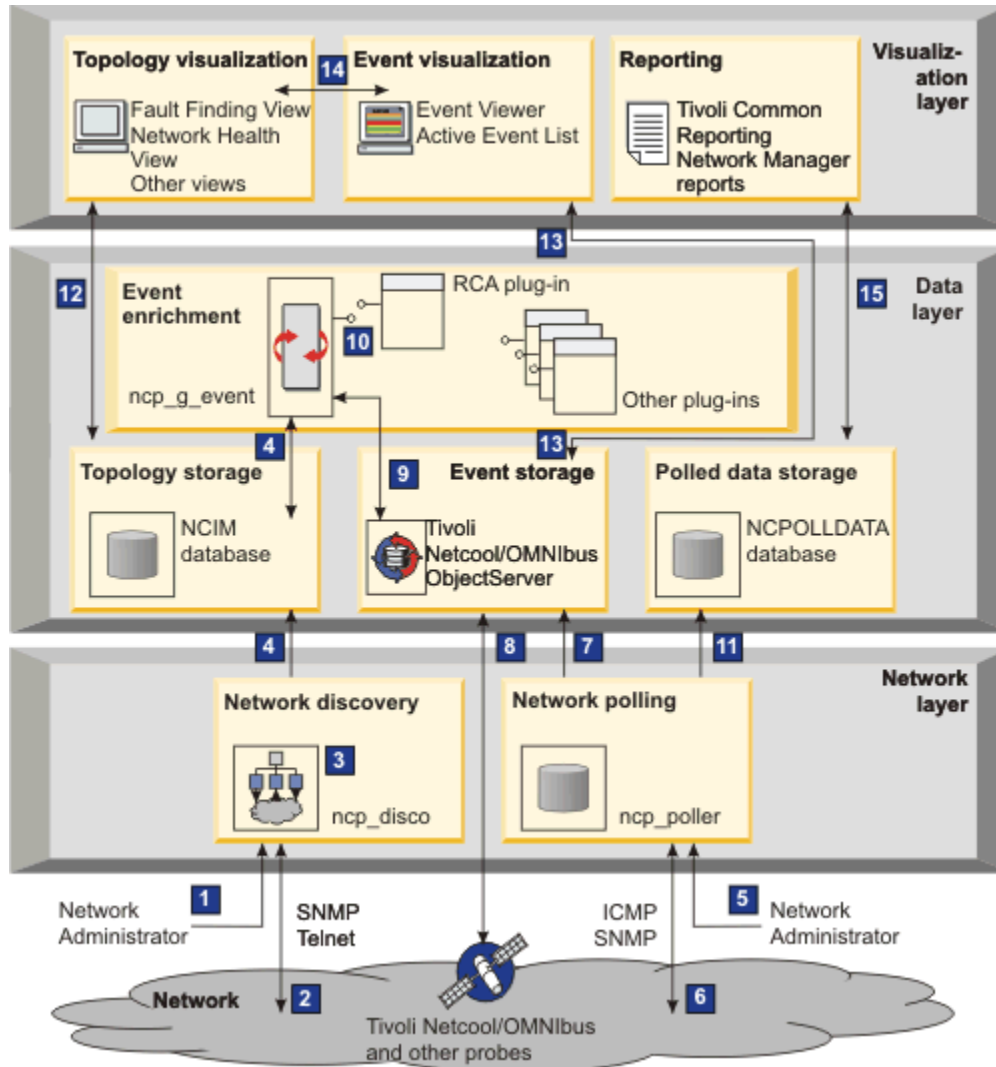 Visualiz-
ation
layer
Topology visualization
14
Event visualization
Reporting
Fault Finding View
Network Health
View
Other views
Event Viewer
Active Event List
Tivoli Common
Reporting
Network Manager
reports
12
13
15
Data
layer
Event
enrichment
RCA plug-in
10
ncp_g_event
Other plug-ins
4
13
9
Topology storage
Event storage
Polled data storage
NCIM
database
Tivoli
Netcool/OMNIbus
ObjectServer
NCPOLLDATA
database
4
8
7
11
Network
layer
Network discovery
Network polling
3
ncp_disco
ncp_poller
1
Network
Administrator
SNMP
Telnet
ICMP
SNMP
5
Network
Administrator
Network
2
6
Tivoli Netcool/OMNIbus
and other probes